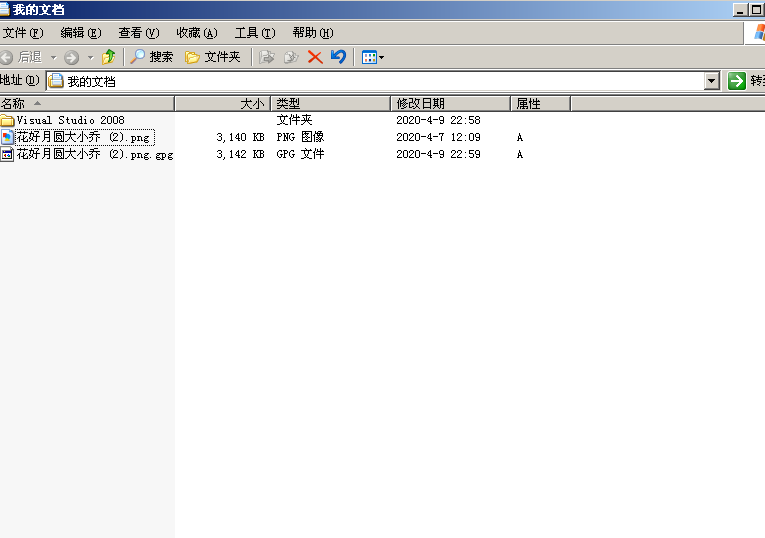 我的文档
文件(F) 编辑(E) 查看(V) 收藏(A) 工具(T) 帮助(H)
后退 搜索 文件夹
地址(D) 我的文档 转到
名称 大小 类型 修改日期 属性
Visual Studio 2008 文件夹 2020-4-9 22:58
花好月圆大小乔 (2).png 3,140 KB PNG 图像 2020-4-7 12:09 A
花好月圆大小乔 (2).png.gpg 3,142 KB GPG 文件 2020-4-9 22:59 A